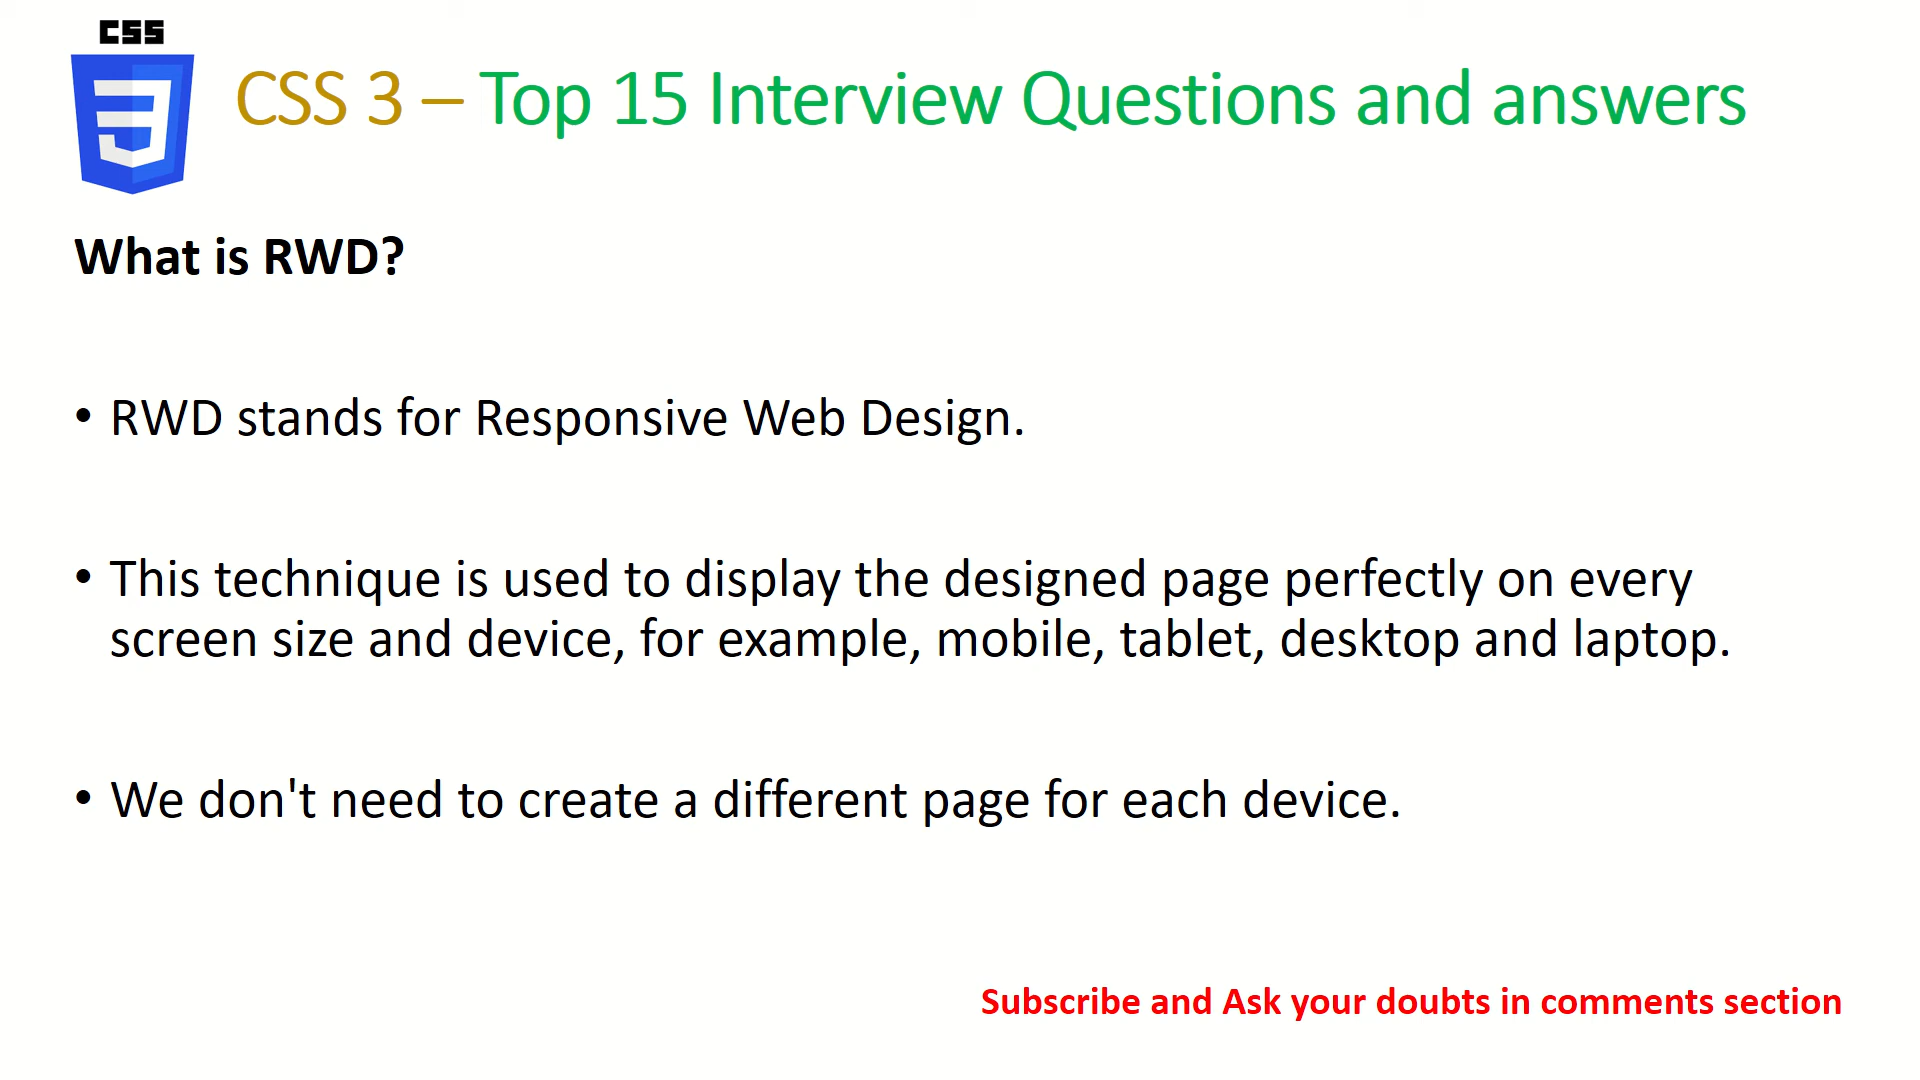 CSS
CSS 3 – Top 15 Interview Questions and answers
What is RWD?
• RWD stands for Responsive Web Design.
• This technique is used to display the designed page perfectly on every
screen size and device, for example, mobile, tablet, desktop and laptop.
• We don't need to create a different page for each device.
Subscribe and Ask your doubts in comments section